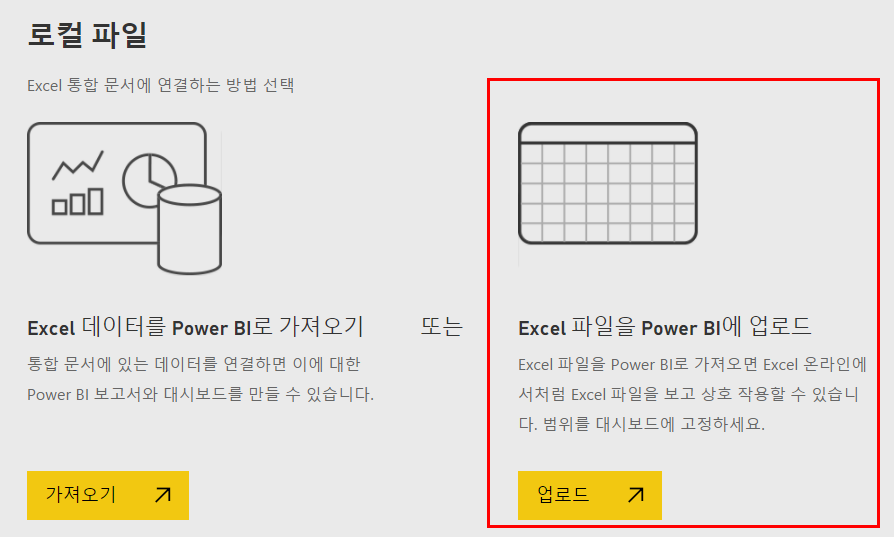 로컬 파일
Excel 통합 문서에 연결하는 방법 선택
Excel 데이터를 Power BI로 가져오기
통합 문서에 있는 데이터를 연결하면 이에 대한
Power BI 보고서와 대시보드를 만들 수 있습니다.
가져오기
또는
Excel 파일을 Power BI에 업로드
Excel 파일을 Power BI로 가져오면 Excel 온라인에
서처럼 Excel 파일을 보고 상호 작용할 수 있습니
다. 범위를 대시보드에 고정하세요.
업로드